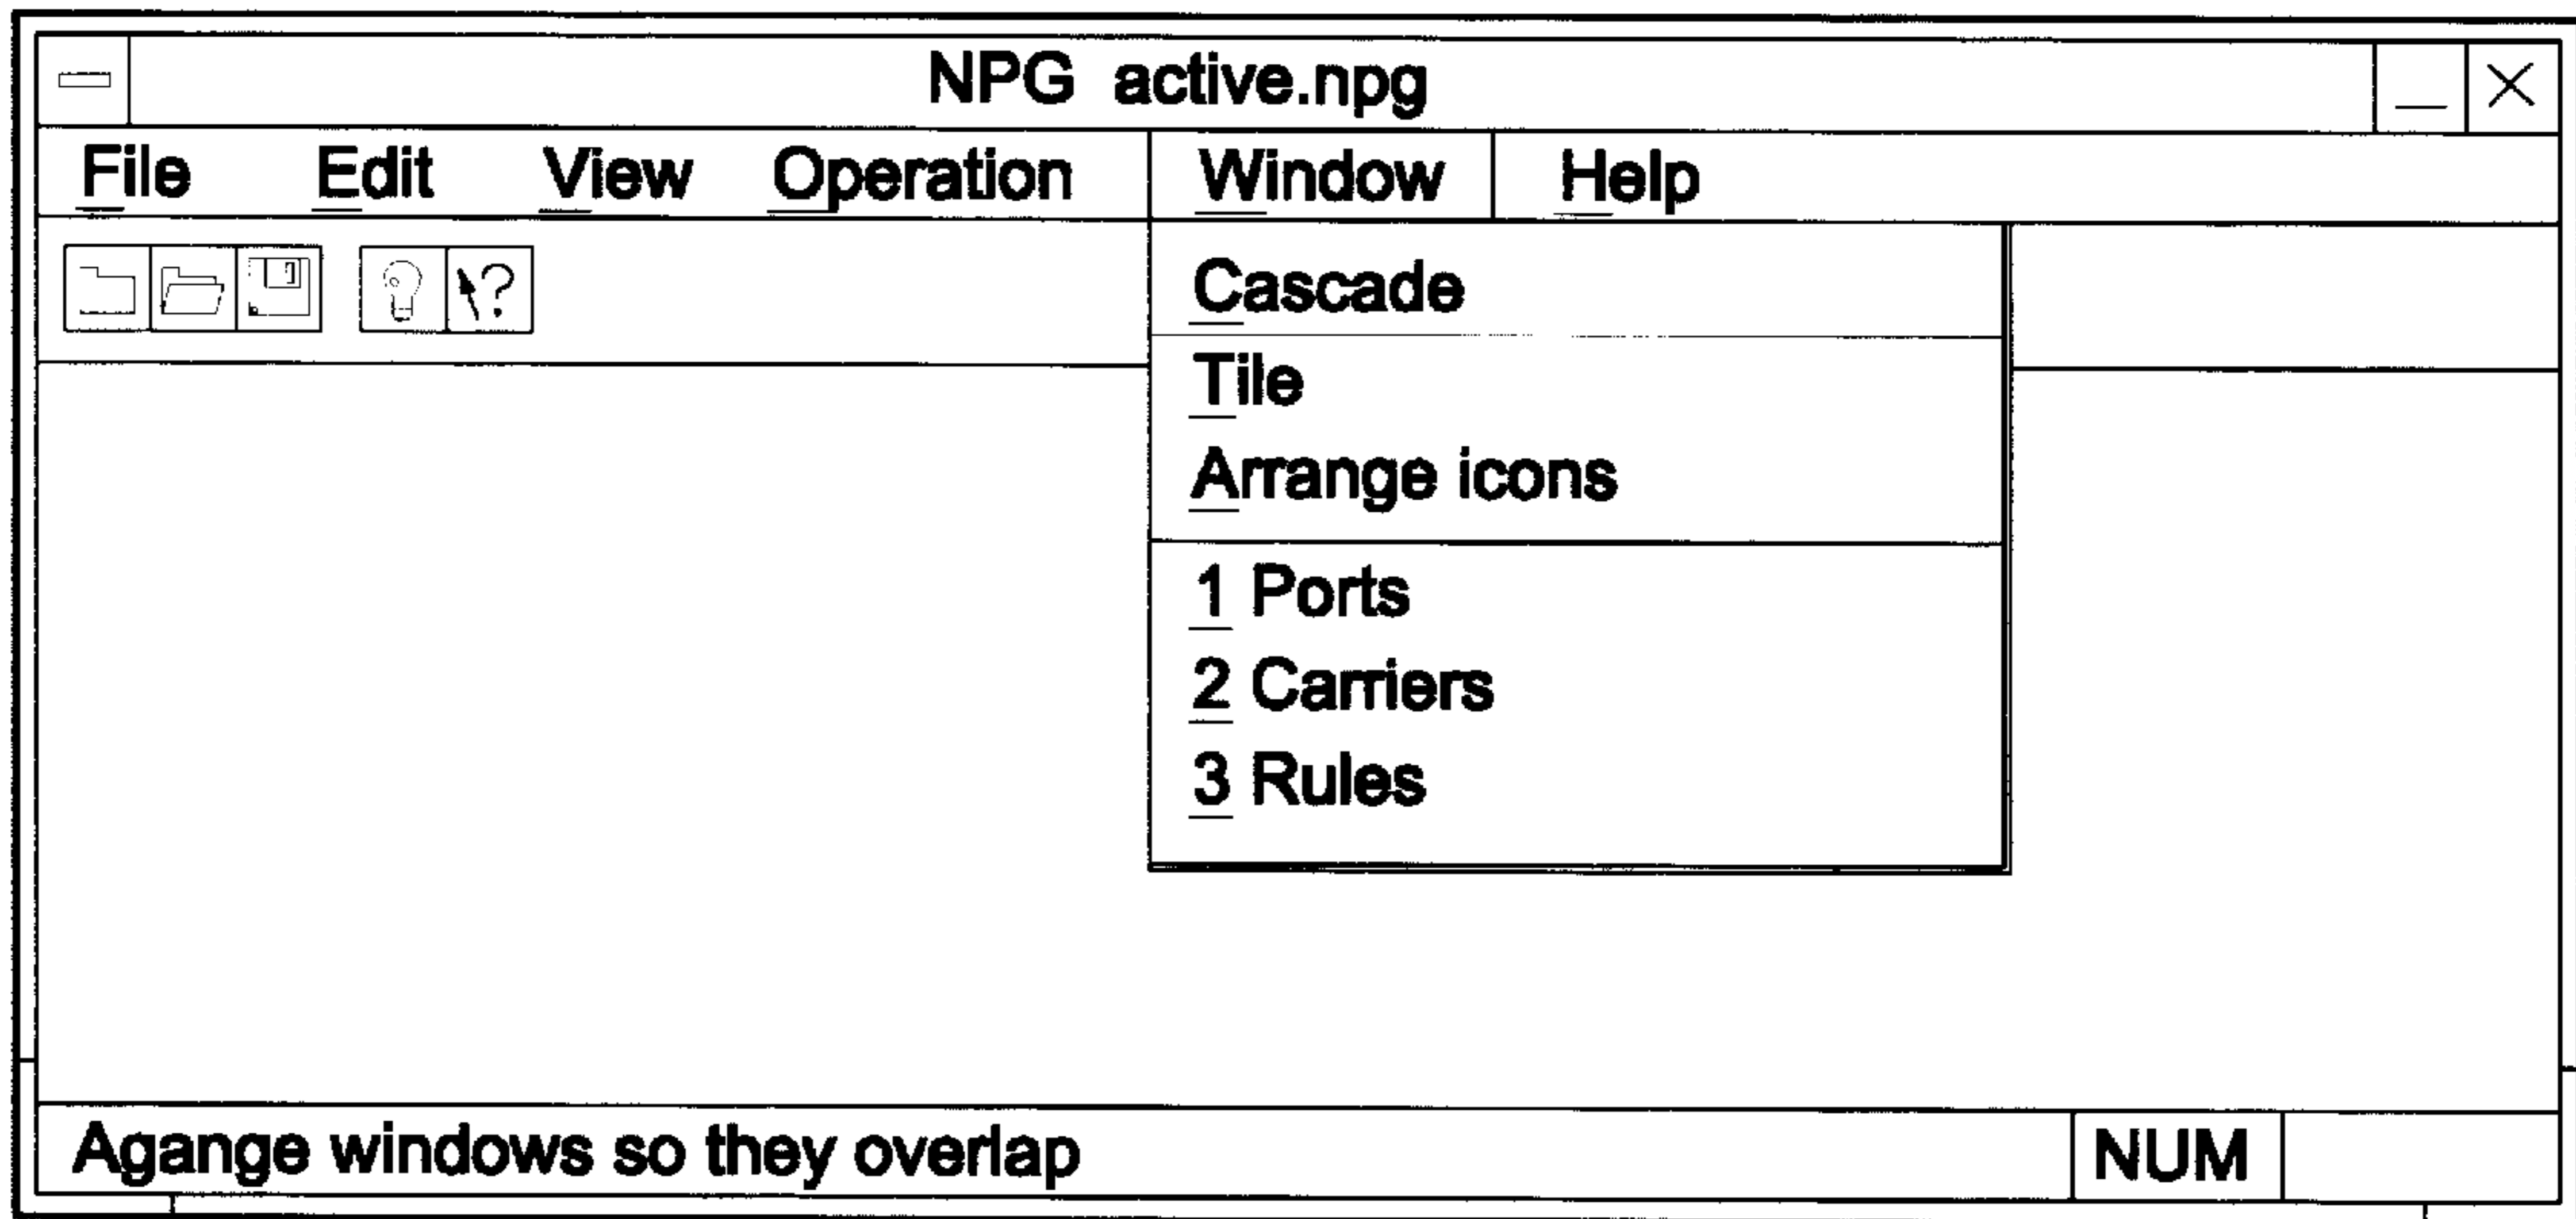 NPG active.npg
File Edit View Operation Window Help
?
Cascade
Tile
Arrange icons
1 Ports
2 Carriers
3 Rules
Agange windows so they overlap NUM